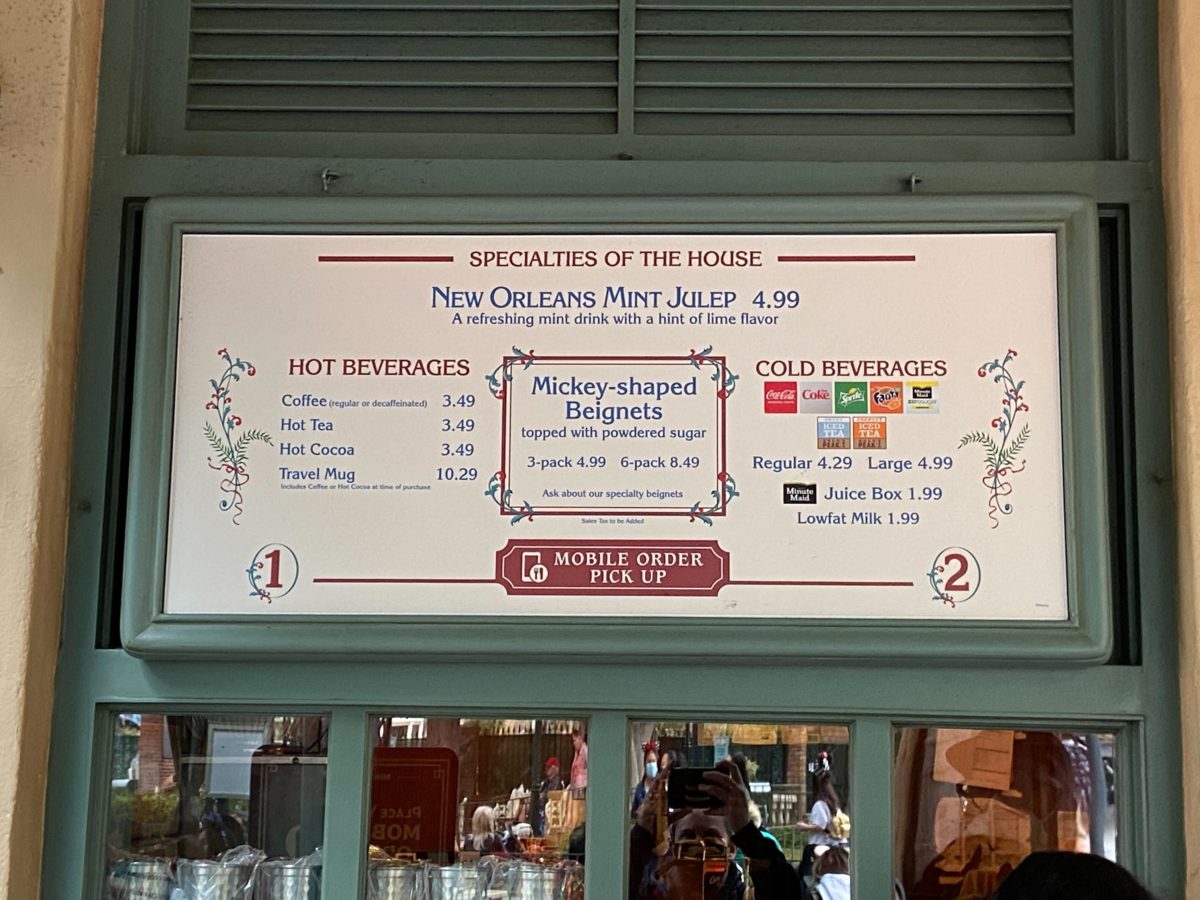 SPECIALTIES OF THE HOUSE
NEW ORLEANS MINT JULEP 4.99
A refreshing mint drink with a hint of lime flavor
HOT BEVERAGES
Coffee (regular or decaffeinated) 3.49
Hot Tea 3.49
Hot Cocoa 3.49
Travel Mug 10.29
Includes Coffee or Hot Cocoa at time of purchase
Mickey-shaped
Beignets
topped with powdered sugar
3-pack 4.99 6-pack 8.49
Ask about our specialty beignets
Sales Tax to be Added
COLD BEVERAGES
Coca-Cola Coke Sprite Fanta Minute Maid
ICED TEA ICED TEA
Regular 4.29 Large 4.99
Minute Maid Juice Box 1.99
Lowfat Milk 1.99
1
MOBILE ORDER
PICK UP
2
PLACE
MOB